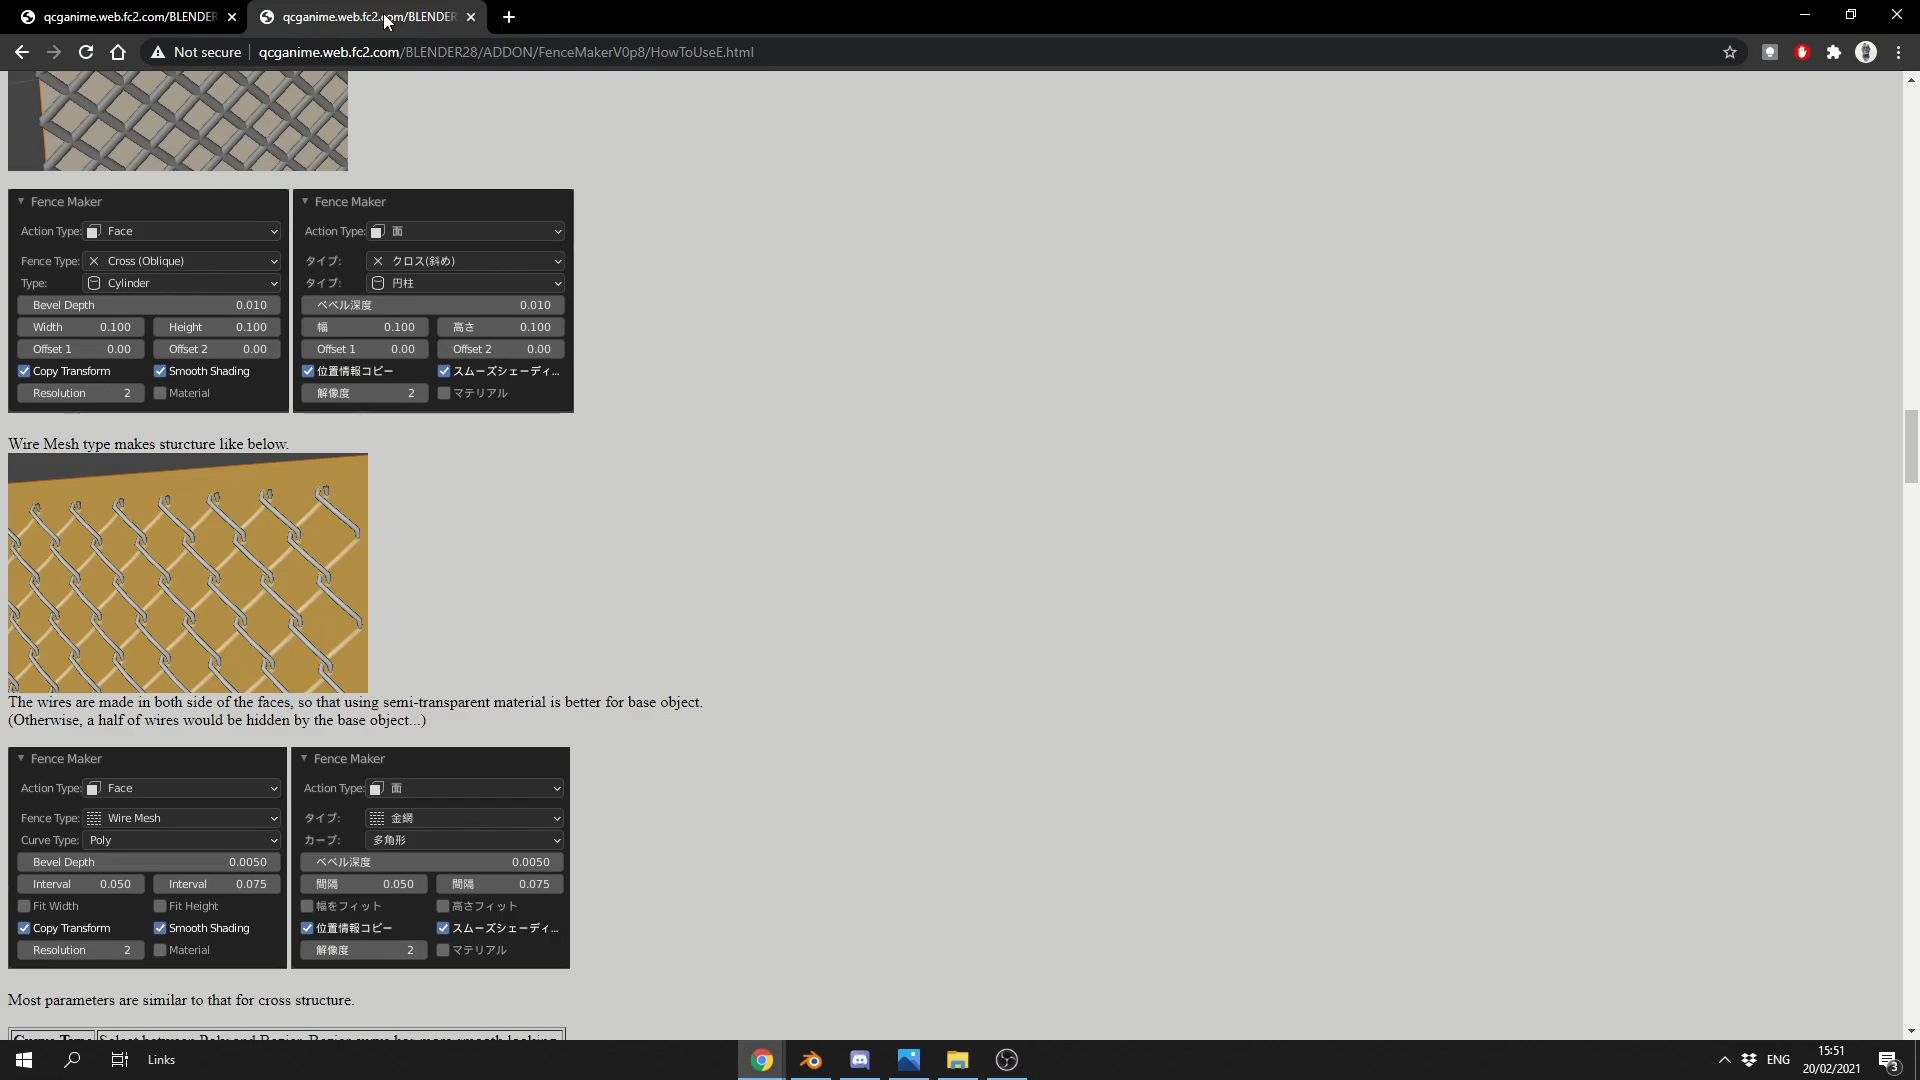 qcganime.web.fc2.com/BLENDER
qcganime.web.fc2.com/BLENDER
Not secure
qcganime.web.fc2.com/BLENDER28/ADDON/FenceMakerV0p8/HowToUseE.html
Fence Maker
Action Type: Face
Fence Type: Cross (Oblique)
Type: Cylinder
Bevel Depth 0.010
Width 0.100 Height 0.100
Offset 1 0.00 Offset 2 0.00
Copy Transform Smooth Shading
Resolution 2 Material
Fence Maker
Action Type: 面
タイプ: クロス(斜め)
タイプ: 円柱
ベベル深度 0.010
幅 0.100 高さ 0.100
Offset 1 0.00 Offset 2 0.00
位置情報コピー スムーズシェーディ...
解像度 2 マテリアル
Wire Mesh type makes sturcture like below.
The wires are made in both side of the faces, so that using semi-transparent material is better for base object.
(Otherwise, a half of wires would be hidden by the base object...)
Fence Maker
Action Type: Face
Fence Type: Wire Mesh
Curve Type: Poly
Bevel Depth 0.0050
Interval 0.050 Interval 0.075
Fit Width Fit Height
Copy Transform Smooth Shading
Resolution 2 Material
Fence Maker
Action Type: 面
タイプ: 金網
カーブ: 多角形
ベベル深度 0.0050
間隔 0.050 間隔 0.075
幅をフィット 高さフィット
位置情報コピー スムーズシェーディ...
解像度 2 マテリアル
Most parameters are similar to that for cross structure.
Curve Type Select between Poly and Bezier. Bezier curve has more smooth looking.
Links
ENG
15:51
20/02/2021
3